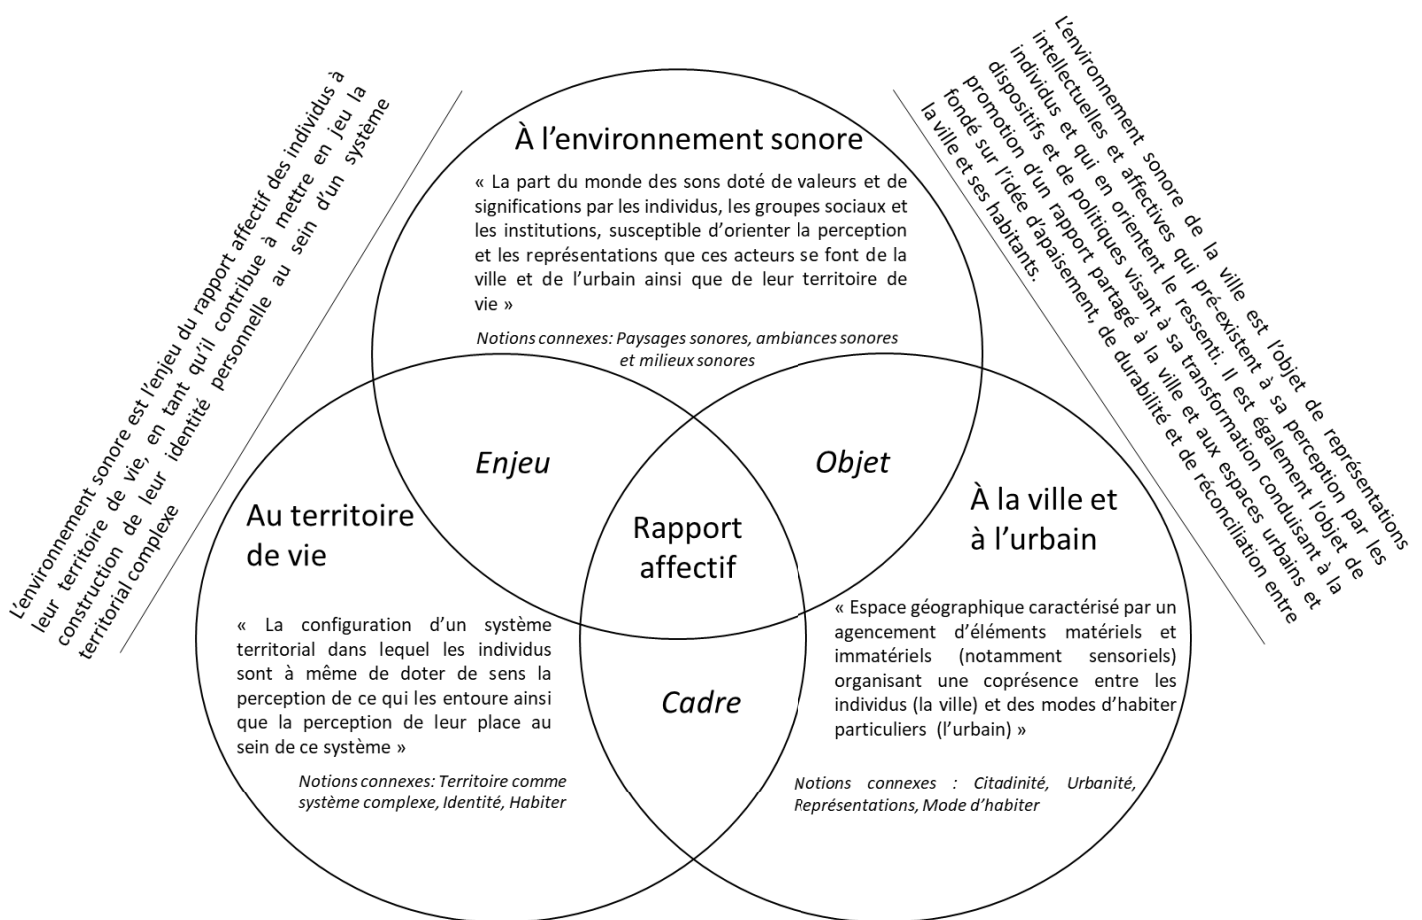 L'environnement sonore est l'enjeu du rapport affectif des individus à
leur territoire de vie, en tant qu'il contribue à mettre en jeu la
construction de leur identité personnelle au sein d'un système
territorial complexe
À l'environnement sonore
« La part du monde des sons doté de valeurs et de
significations par les individus, les groupes sociaux et
les institutions, susceptible d'orienter la perception
et les représentations que ces acteurs se font de la
ville et de l'urbain ainsi que de leur territoire de
vie »
Notions connexes: Paysages sonores, ambiances sonores
et milieux sonores
L'environnement sonore de la ville est l'objet de représentations
intellectuelles et affectives qui pré-existent à sa perception par les
individus et qui en orientent le ressenti. Il est également l'objet de
dispositifs et de politiques visant à sa transformation conduisant à la
promotion d'un rapport partagé à la ville et aux espaces urbains et
fondé sur l'idée d'apaisement, de durabilité et de réconciliation entre
la ville et ses habitants.
Enjeu
Objet
Rapport
affectif
Cadre
Au territoire
de vie
« La configuration d'un système
territorial dans lequel les individus
sont à même de doter de sens la
perception de ce qui les entoure ainsi
que la perception de leur place au
sein de ce système »
Notions connexes: Territoire comme
système complexe, Identité, Habiter
À la ville et
à l'urbain
« Espace géographique caractérisé par un
agencement d'éléments matériels et
immatériels (notamment sensoriels)
organisant une coprésence entre les
individus (la ville) et des modes d'habiter
particuliers (l'urbain) »
Notions connexes : Citadinité, Urbanité,
Représentations, Mode d'habiter